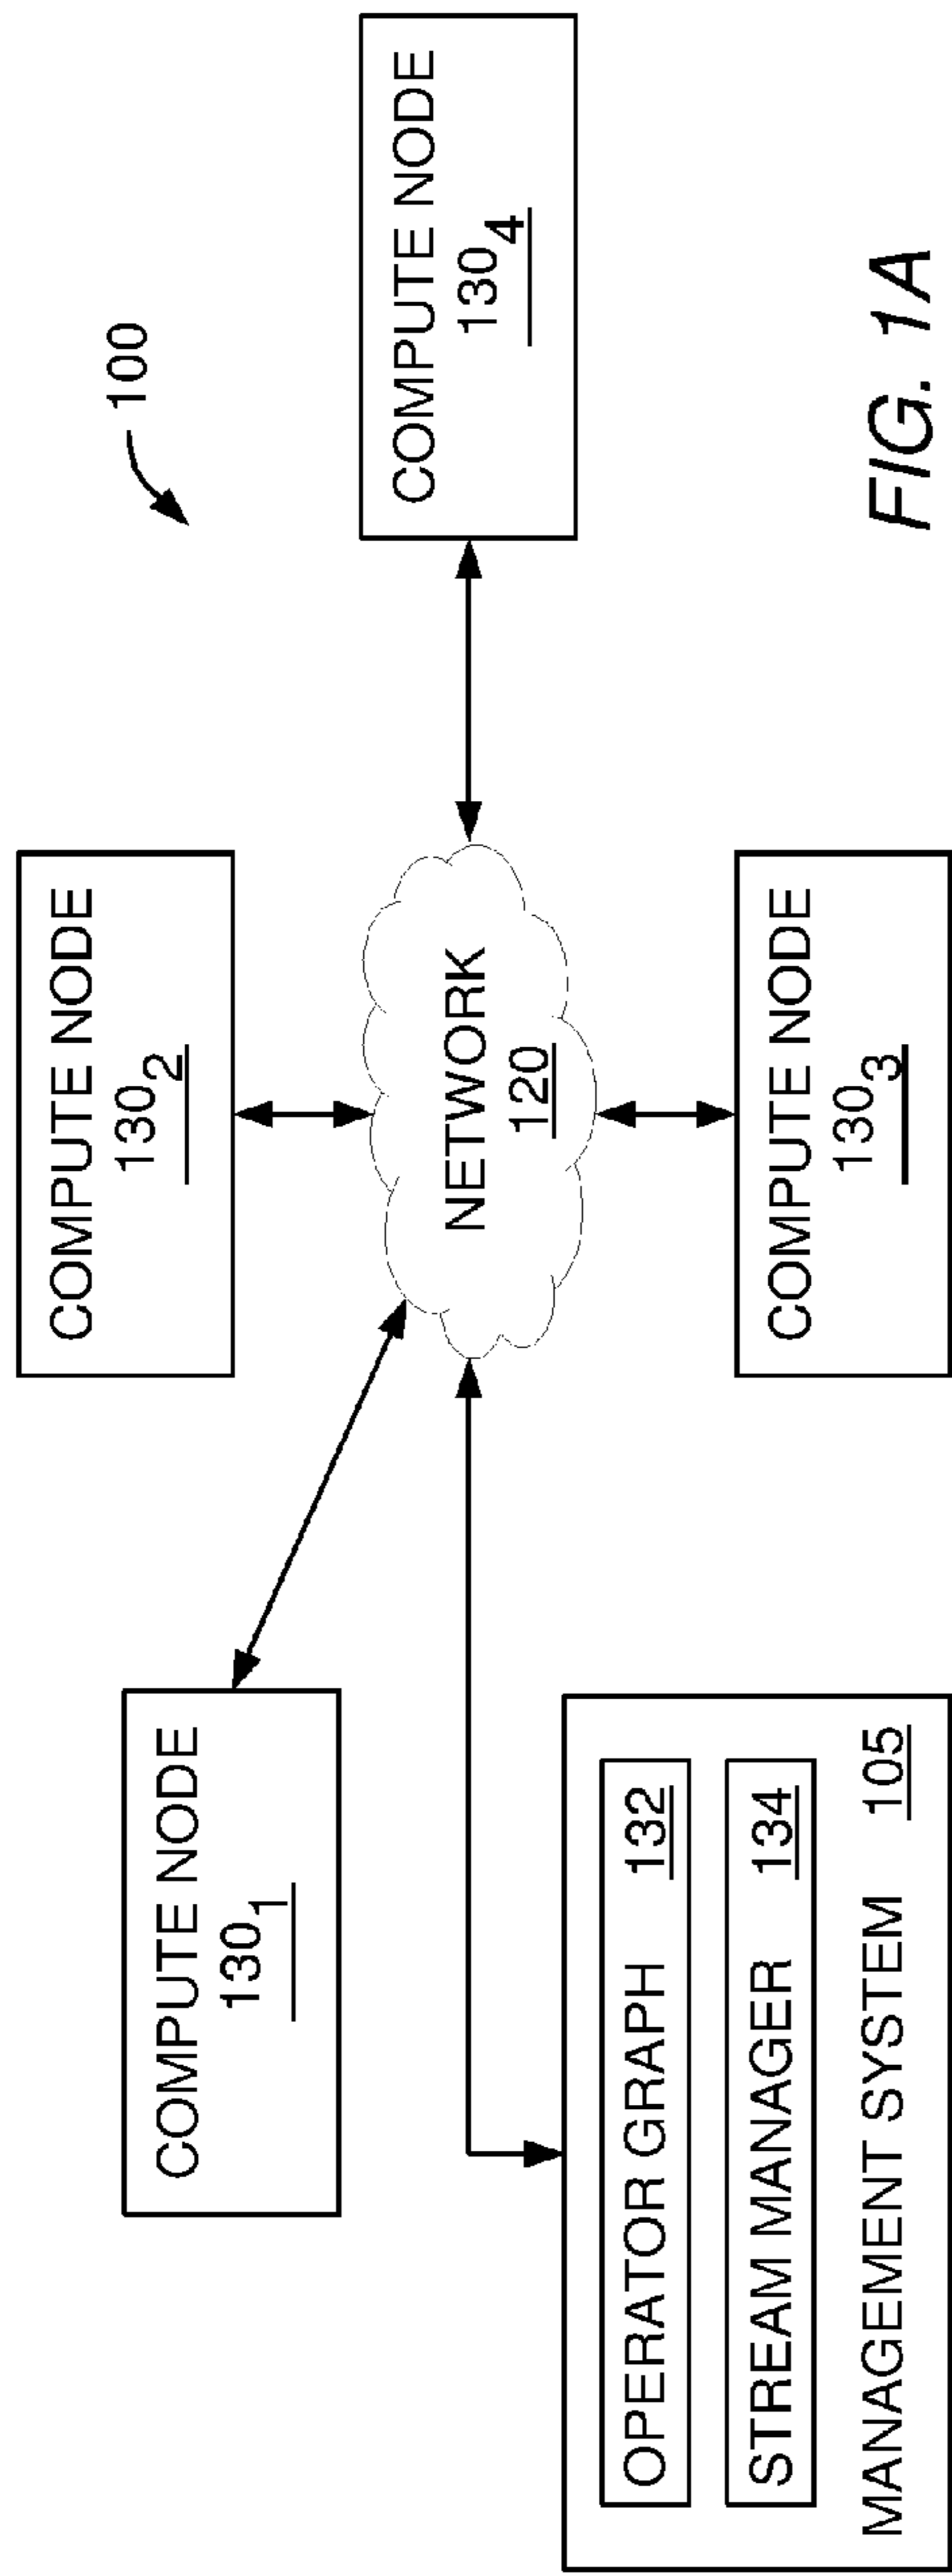 100
COMPUTE NODE
130₂
COMPUTE NODE
130₁
COMPUTE NODE
130₄
NETWORK
120
OPERATOR GRAPH 132
STREAM MANAGER 134
MANAGEMENT SYSTEM 105
COMPUTE NODE
130₃
FIG. 1A